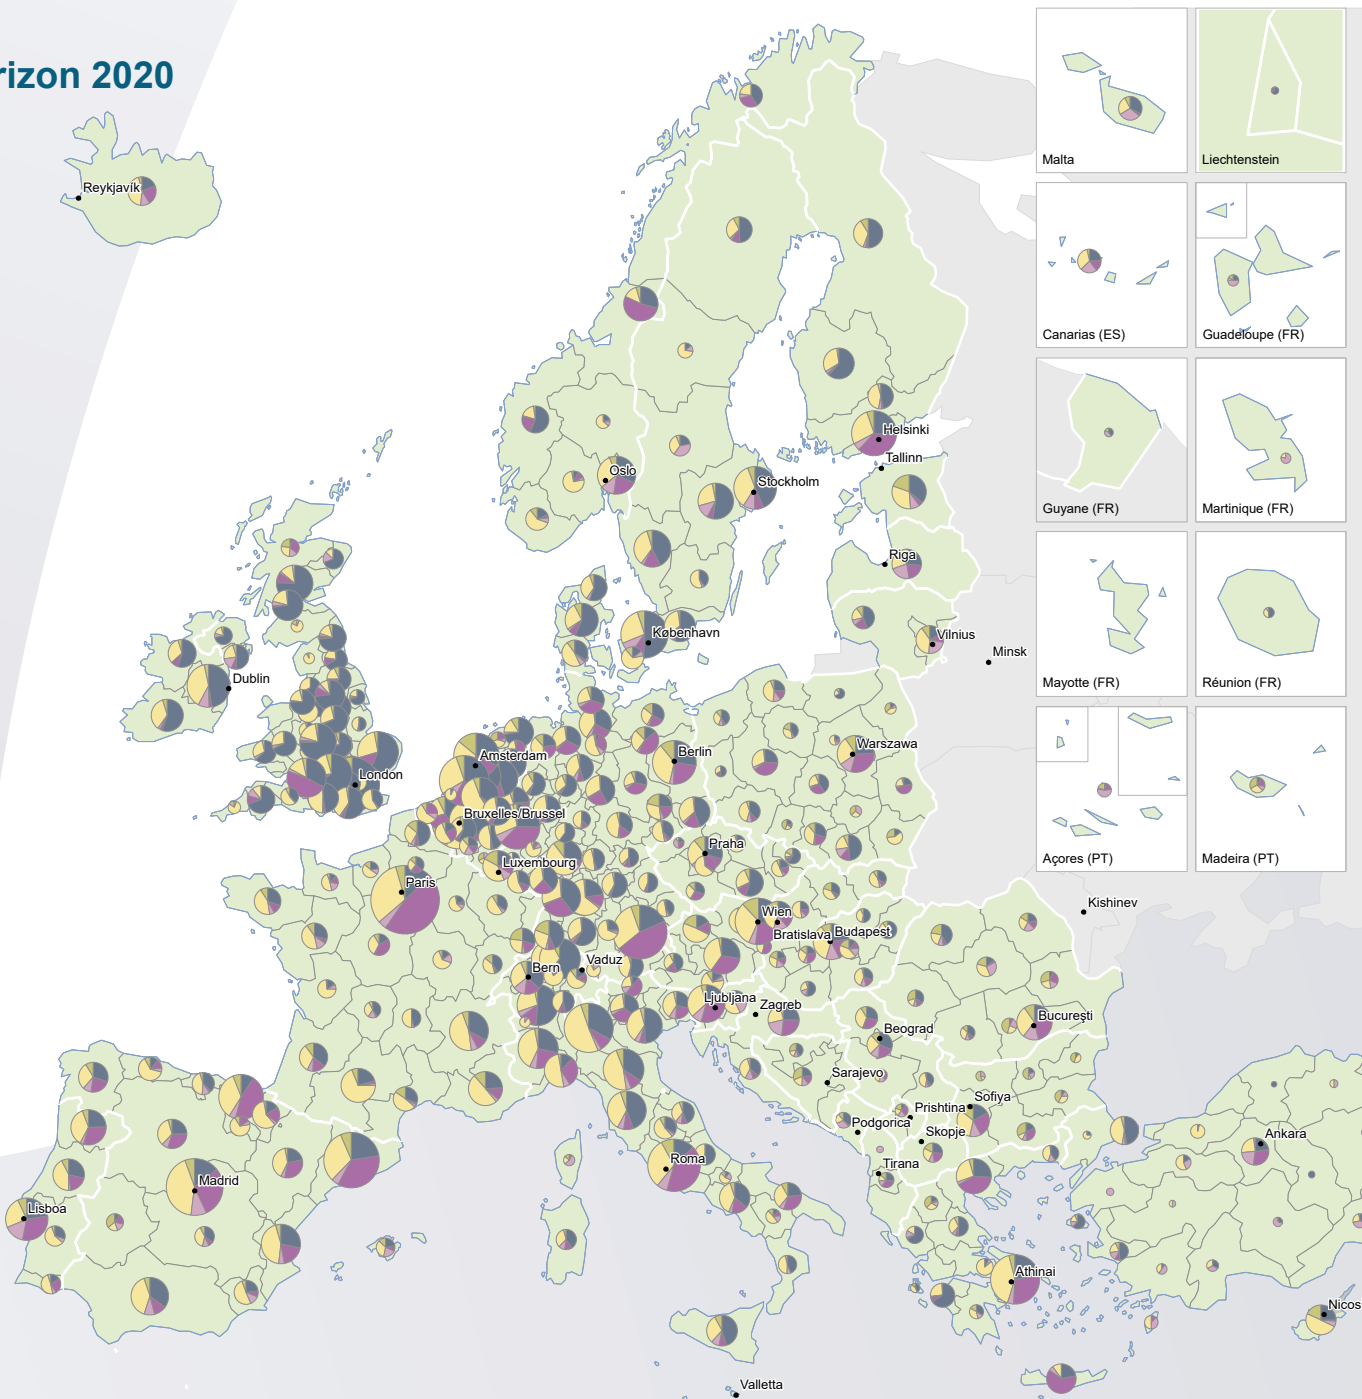 rizon 2020
Malta
Liechtenstein
Reykjavík
Canarias (ES)
Guadeloupe (FR)
Helsinki
Tallinn
Oslo
Stockholm
Guyane (FR)
Martinique (FR)
Riga
København
Vilnius
Minsk
Dublin
Mayotte (FR)
Réunion (FR)
Amsterdam
Berlin
Warszawa
London
Bruxelles/Brussel
Praha
Luxembourg
Açores (PT)
Madeira (PT)
Paris
Kishinev
Wien
Bratislava
Budapest
Vaduz
Bern
Ljubljana
Zagreb
Bucureşti
Beograd
Sarajevo
Sofiya
Prishtina
Podgorica
Skopje
Ankara
Roma
Tirana
Madrid
Lisboa
Athinai
Nicos
Valletta